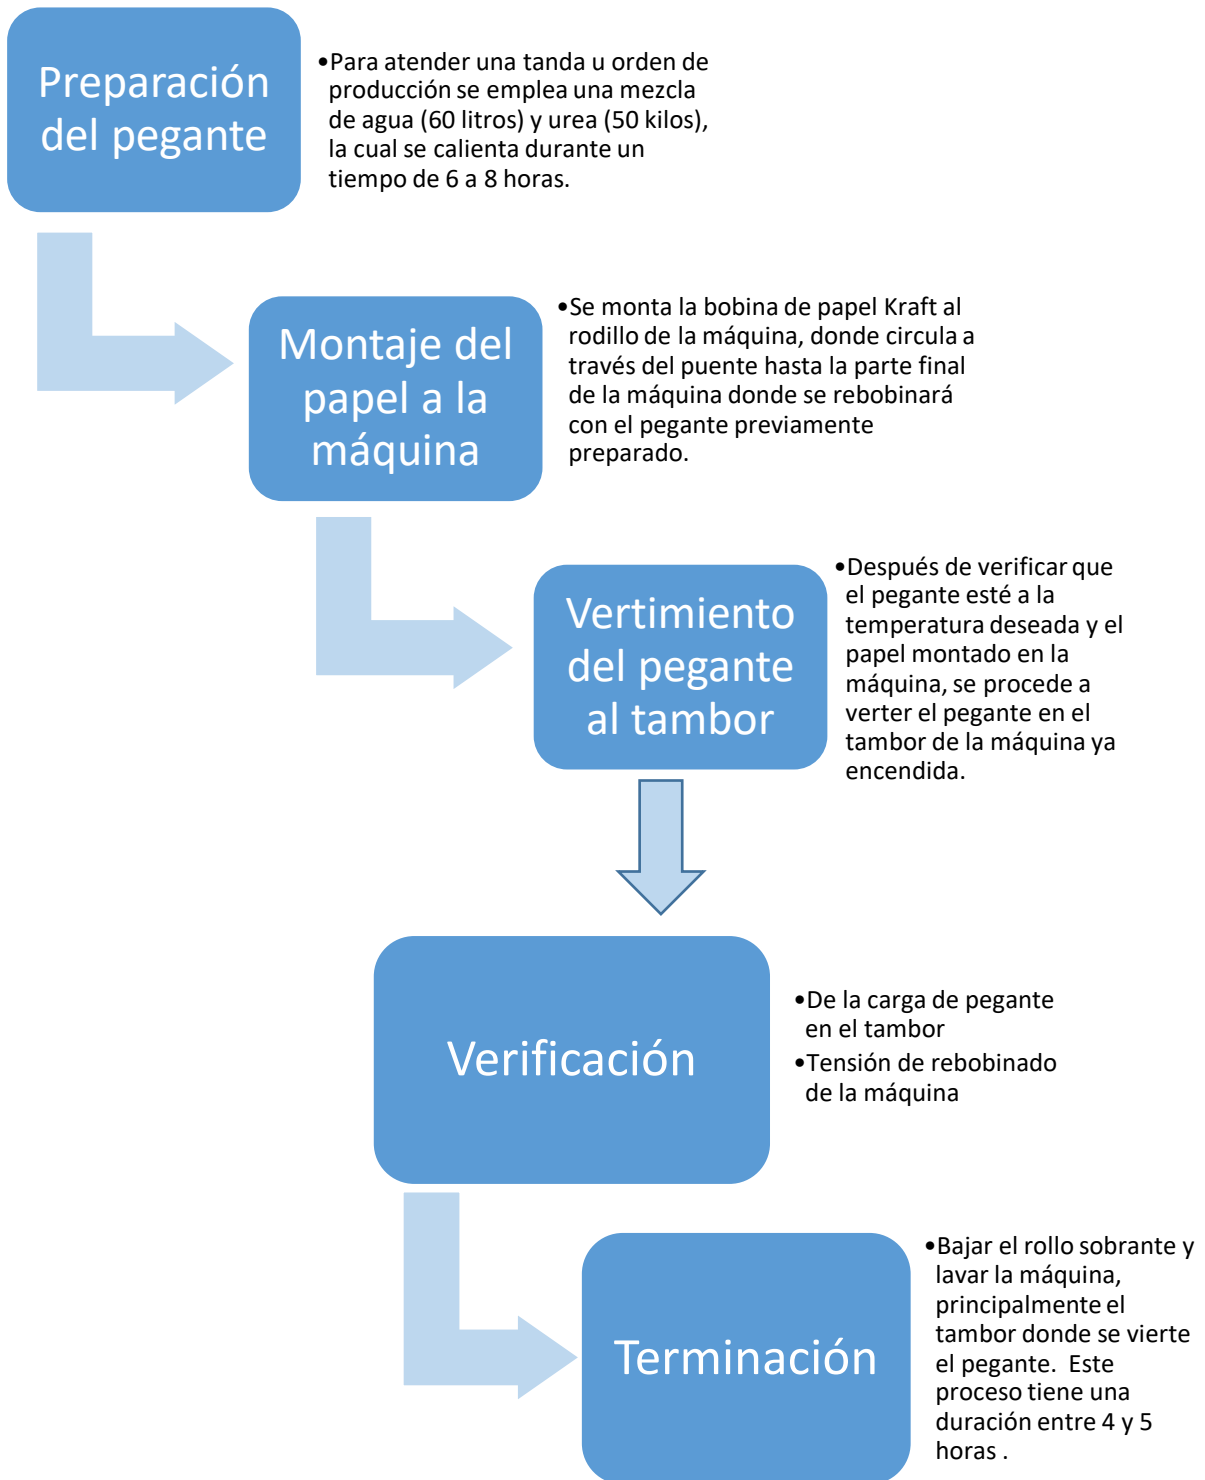 Preparación
del pegante
•Para atender una tanda u orden de
producción se emplea una mezcla
de agua (60 litros) y urea (50 kilos),
la cual se calienta durante un
tiempo de 6 a 8 horas.
Montaje del
papel a la
máquina
•Se monta la bobina de papel Kraft al
rodillo de la máquina, donde circula a
través del puente hasta la parte final
de la máquina donde se rebobinará
con el pegante previamente
preparado.
Vertimiento
del pegante
al tambor
•Después de verificar que
el pegante esté a la
temperatura deseada y el
papel montado en la
máquina, se procede a
verter el pegante en el
tambor de la máquina ya
encendida.
Verificación
•De la carga de pegante
en el tambor
•Tensión de rebobinado
de la máquina
Terminación
•Bajar el rollo sobrante y
lavar la máquina,
principalmente el
tambor donde se vierte
el pegante. Este
proceso tiene una
duración entre 4 y 5
horas .